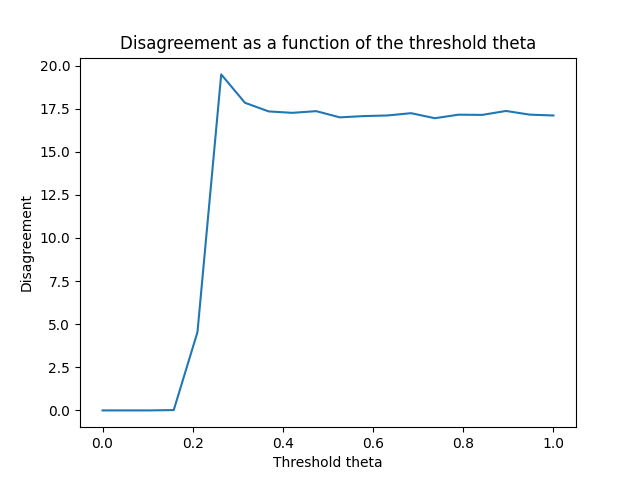 Disagreement as a function of the threshold theta
20.0
17.5
15.0
12.5
10.0
7.5
5.0
2.5
0.0
Disagreement
0.0 0.2 0.4 0.6 0.8 1.0
Threshold theta